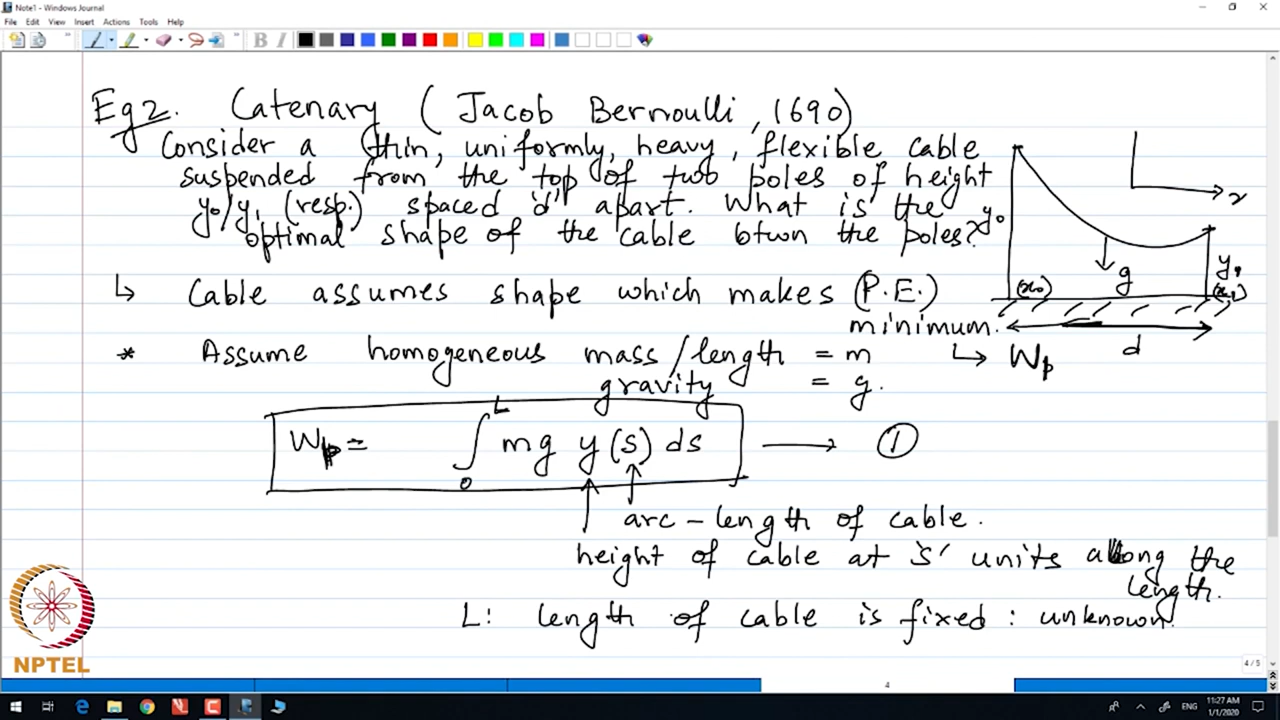 Note1 - Windows Journal
File Edit View Insert Actions Tools Help
B I
Eg 2. Catenary ( Jacob Bernoulli, 1690)
Consider a thin, uniformly, heavy, flexible cable
suspended from the top of two poles of height
y₀/y₁ (resp.) spaced 'd' apart. What is the
optimal shape of the cable btwn the poles?
x
y₀
g
y₁
(x₀)
(x₁)
d
↳ Cable assumes shape which makes (P.E.)
minimum.
↳ Wp
* Assume homogeneous mass/length = m
gravity = g.
Wp = ∫₀ᴸ mg y(s) ds → ①
arc-length of cable.
height of cable at 's' units along the
length.
L: length of cable is fixed : unknown.
NPTEL
4 / 5
4
ENG
11:27 AM
1/1/2020